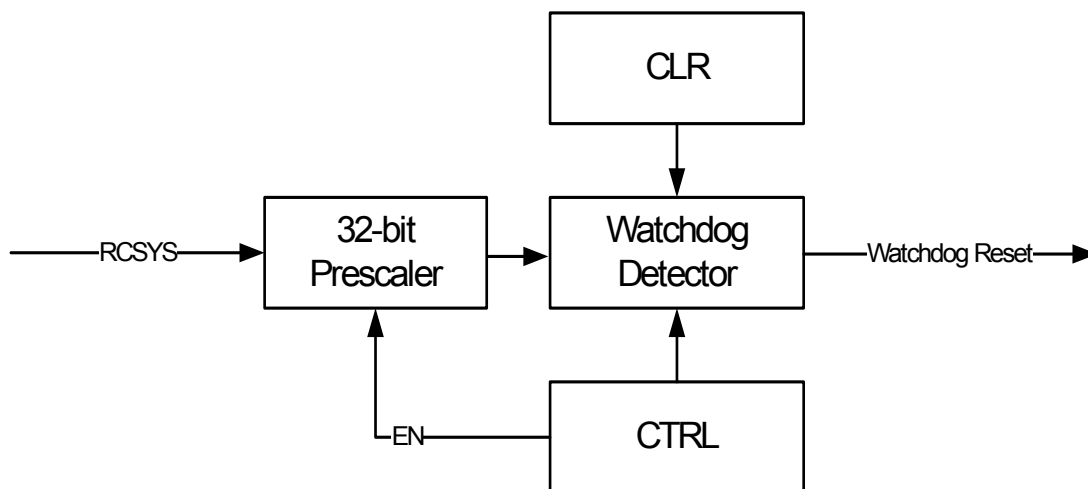 CLR
RCSYS
32-bit
Prescaler
Watchdog
Detector
Watchdog Reset
EN
CTRL